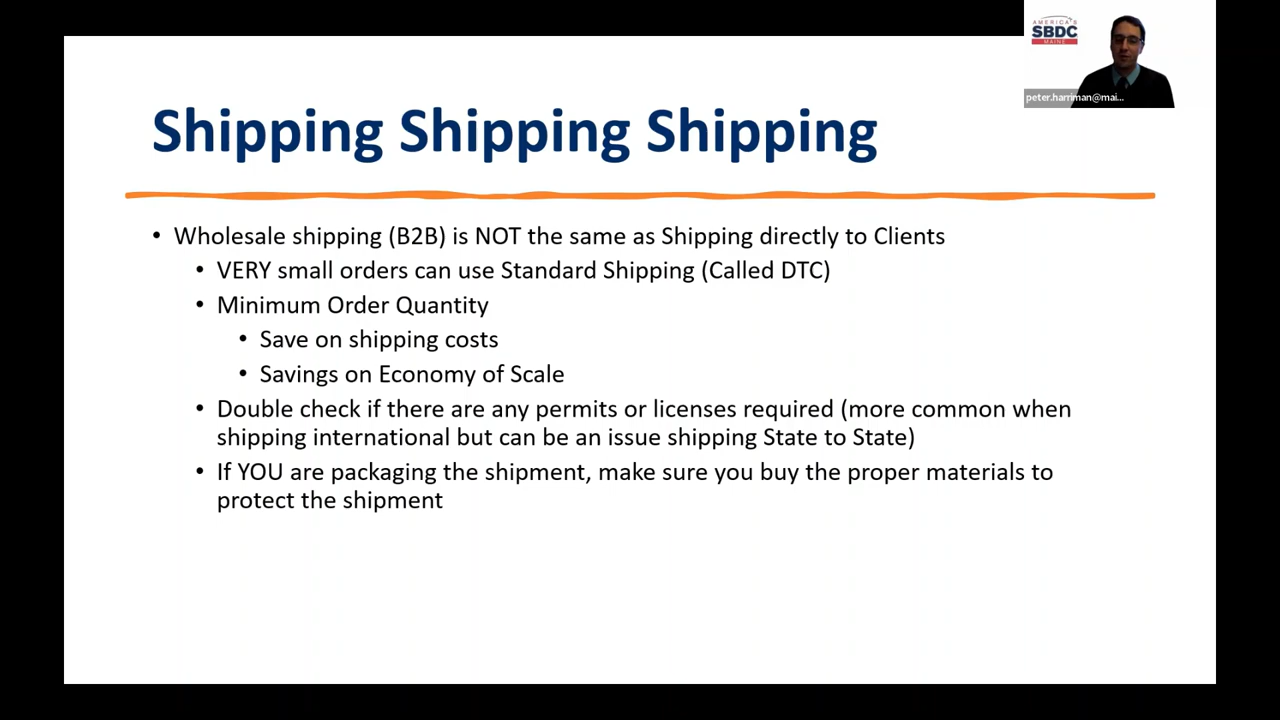 AMERICA'S
SBDC
MAINE
peter.harriman@mai...
Shipping Shipping Shipping
• Wholesale shipping (B2B) is NOT the same as Shipping directly to Clients
• VERY small orders can use Standard Shipping (Called DTC)
• Minimum Order Quantity
• Save on shipping costs
• Savings on Economy of Scale
• Double check if there are any permits or licenses required (more common when
shipping international but can be an issue shipping State to State)
• If YOU are packaging the shipment, make sure you buy the proper materials to
protect the shipment